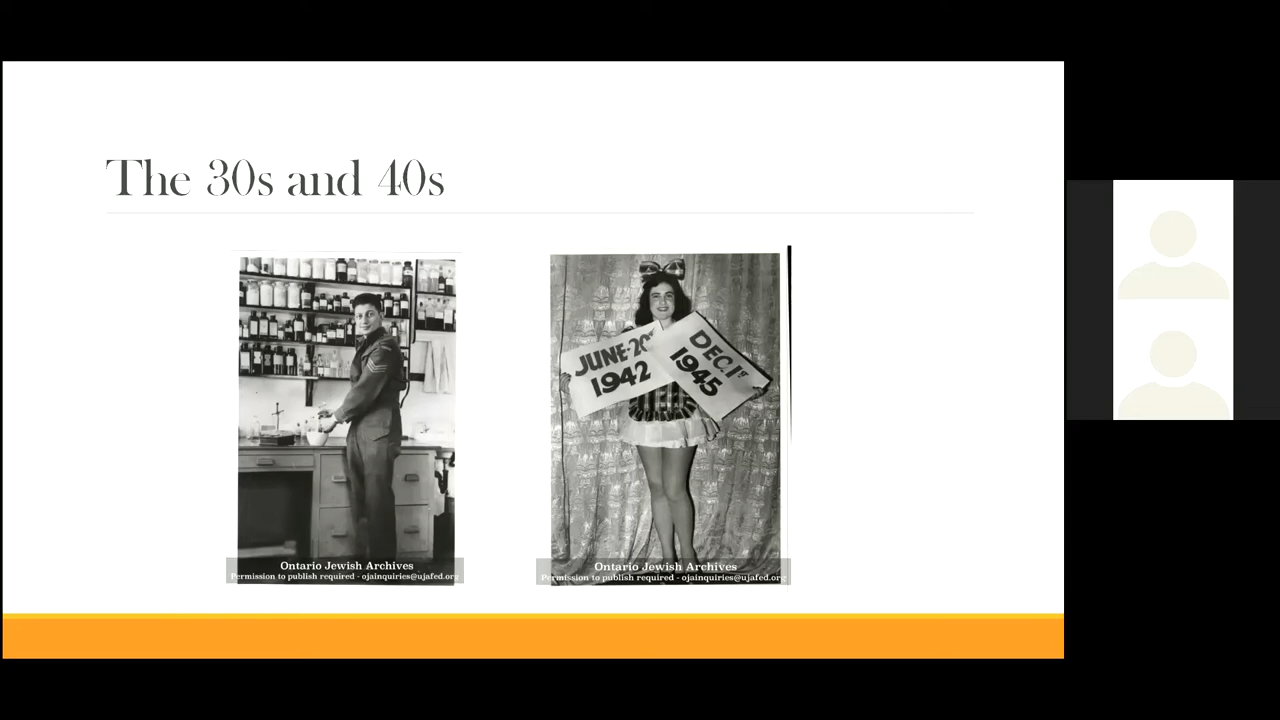 The 30s and 40s
JUNE-20
1942
DEC.1st
1945
Ontario Jewish Archives
Permission to publish required - ojainquiries@ujafed.org
Ontario Jewish Archives
Permission to publish required - ojainquiries@ujafed.org